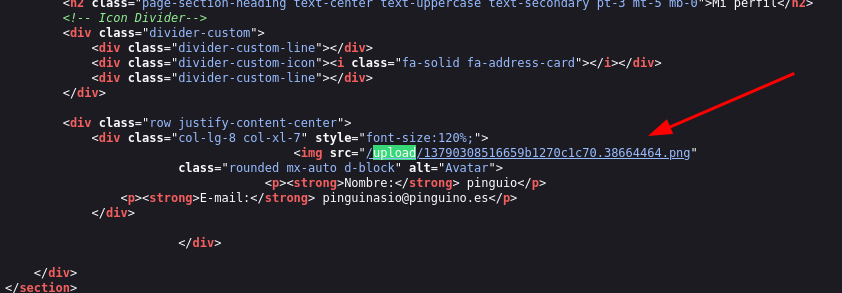 <h2 class="page-section-heading text-center text-uppercase text-secondary pt-3 mt-5 mb-0">Mi perfil</h2>
<!-- Icon Divider-->
<div class="divider-custom">
<div class="divider-custom-line"></div>
<div class="divider-custom-icon"><i class="fa-solid fa-address-card"></i></div>
<div class="divider-custom-line"></div>
</div>
<div class="row justify-content-center">
<div class="col-lg-8 col-xl-7" style="font-size:120%;">
<img src="/upload/13790308516659b1270c1c70.38664464.png"
class="rounded mx-auto d-block" alt="Avatar">
<p><strong>Nombre:</strong> pinguio</p>
<p><strong>E-mail:</strong> pinguinasio@pinguino.es</p>
</div>
</div>
</div>
</section>